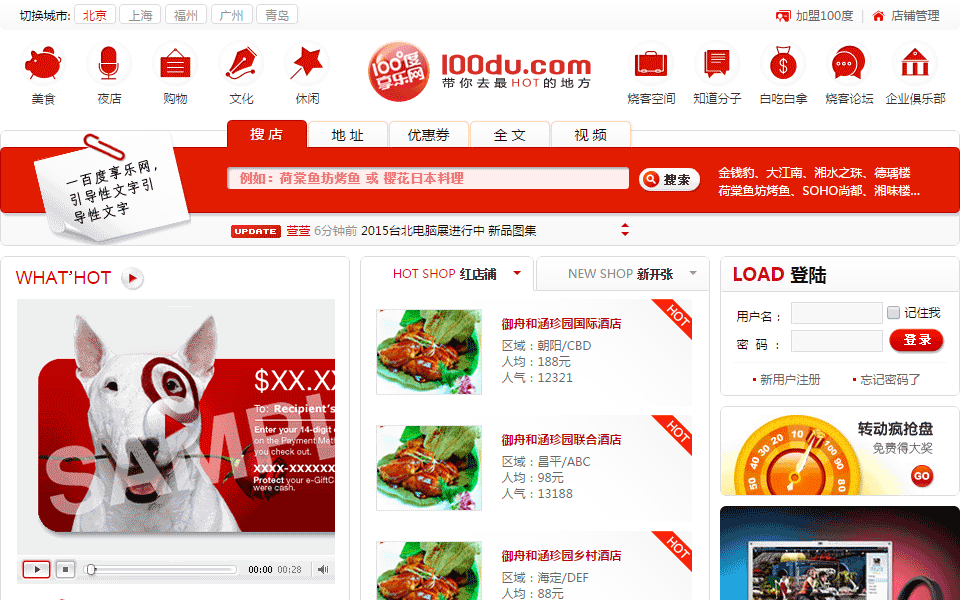 切换城市: 北京 上海 福州 广州 青岛 加盟100度 | 店铺管理
100度享乐网
100du.com
带你去最HOT的地方
美食 夜店 购物 文化 休闲 烧客空间 知道分子 白吃白拿 烧客论坛 企业俱乐部
搜 店 地 址 优惠券 全 文 视 频
一百度享乐网，
引导性文字引
导性文字
例如：荷棠鱼坊烤鱼 或 樱花日本料理
搜索
金钱豹、大江南、湘水之珠、德瑀楼
荷棠鱼坊烤鱼、SOHO尚都、湘味楼...
UPDATE 萱萱 6分钟前 2015台北电脑展进行中 新品图集
WHAT'HOT
$XX.XX
To: Recipient's
Enter your 14-digit
on the Payment Met
you check out.
XXXX-XXXXXX
Protect your e-GiftC
were cash.
SAMPL
00:00 00:28
HOT SHOP 红店铺
NEW SHOP 新开张
HOT
御舟和涵珍园国际酒店
区域：朝阳/CBD
人均：188元
人气：12321
HOT
御舟和涵珍园联合酒店
区域：昌平/ABC
人均：98元
人气：13188
HOT
御舟和涵珍园乡村酒店
区域：海定/DEF
人均：88元
LOAD 登陆
用户名： 记住我
密 码 ： 登录
新用户注册 忘记密码了
转动疯抢盘
免费得大奖
GO
50 40 30 20 10 100 90 80